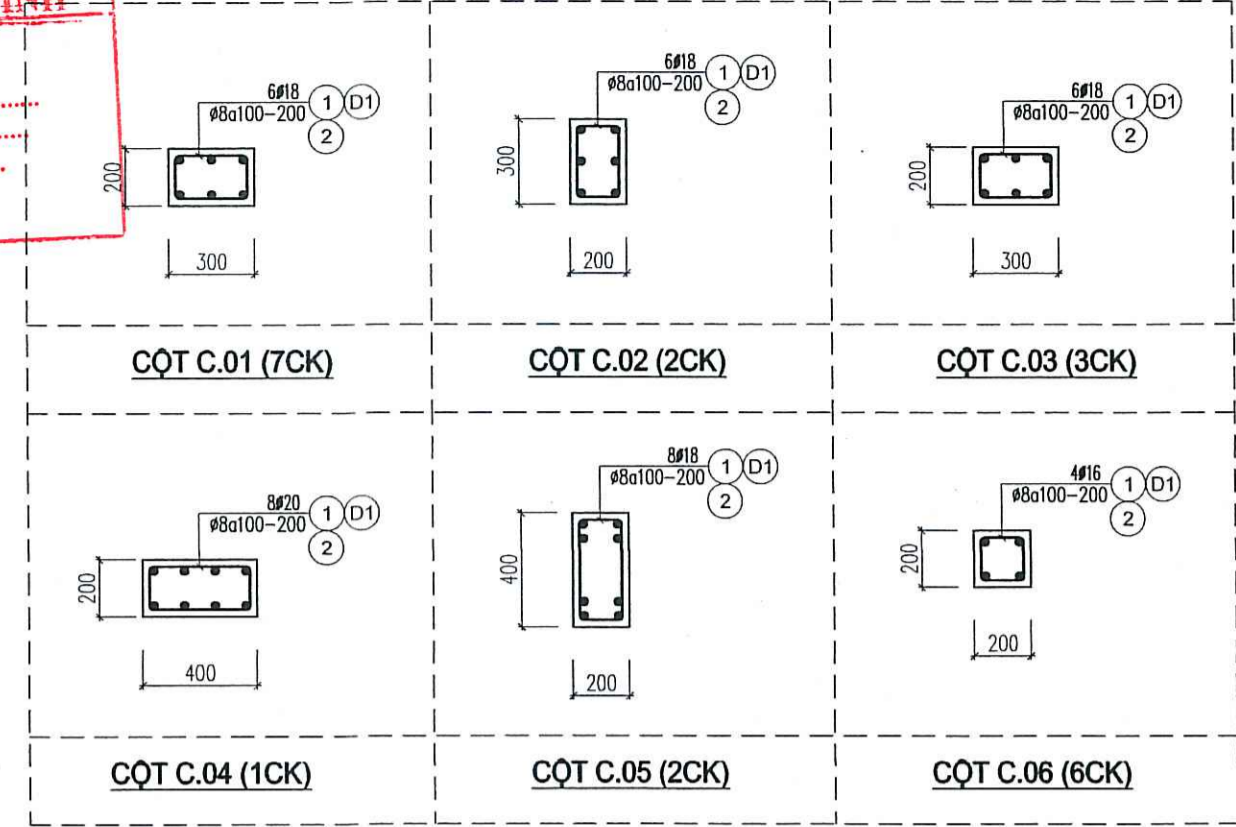 6ø18
ø8a100-200
1
D1
2
200
300
CỘT C.01 (7CK)
6ø18
ø8a100-200
1
D1
2
300
200
CỘT C.02 (2CK)
6ø18
ø8a100-200
1
D1
2
200
300
CỘT C.03 (3CK)
8ø20
ø8a100-200
1
D1
2
200
400
CỘT C.04 (1CK)
8ø18
ø8a100-200
1
D1
2
400
200
CỘT C.05 (2CK)
4ø16
ø8a100-200
1
D1
2
200
200
CỘT C.06 (6CK)